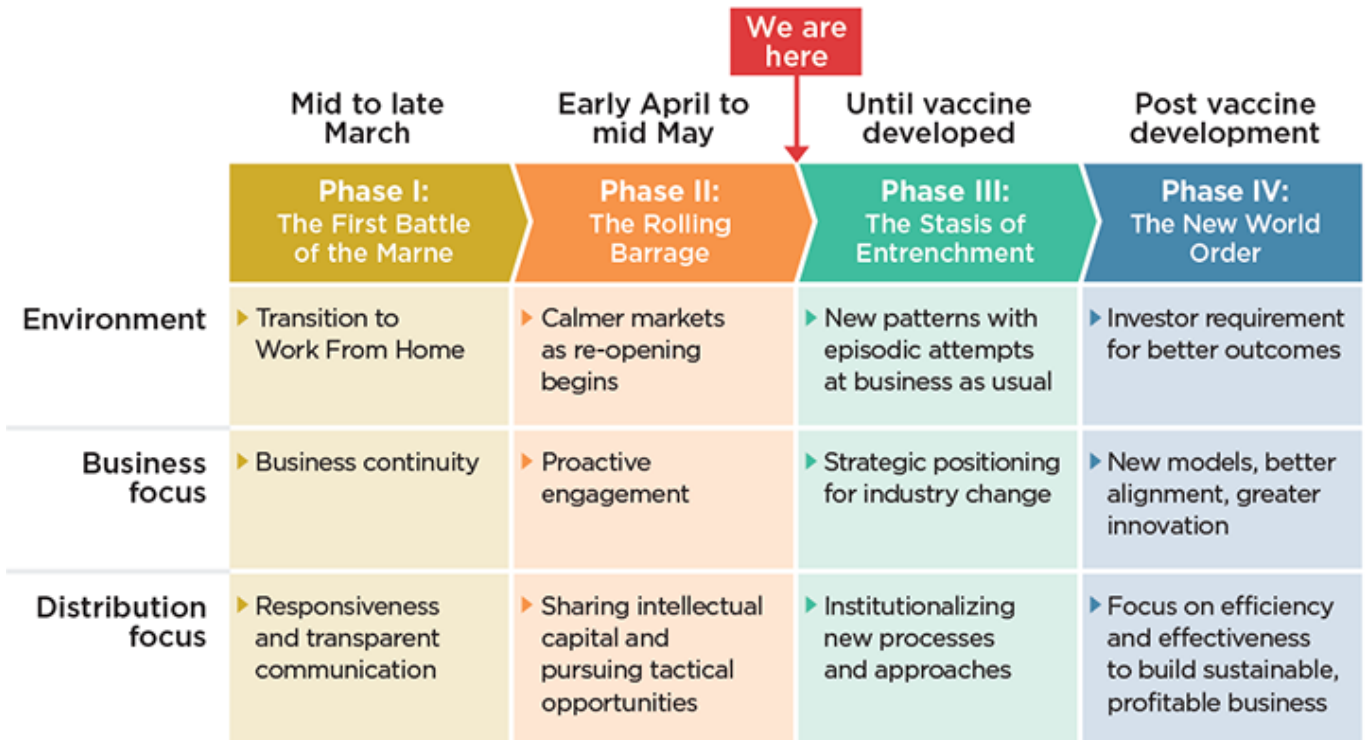 We are
here
Mid to late
March
Early April to
mid May
Until vaccine
developed
Post vaccine
development
Phase I:
The First Battle
of the Marne
Phase II:
The Rolling
Barrage
Phase III:
The Stasis of
Entrenchment
Phase IV:
The New World
Order
Environment
Transition to
Work From Home
Calmer markets
as re-opening
begins
New patterns with
episodic attempts
at business as usual
Investor requirement
for better outcomes
Business
focus
Business continuity
Proactive
engagement
Strategic positioning
for industry change
New models, better
alignment, greater
innovation
Distribution
focus
Responsiveness
and transparent
communication
Sharing intellectual
capital and
pursuing tactical
opportunities
Institutionalizing
new processes
and approaches
Focus on efficiency
and effectiveness
to build sustainable,
profitable business